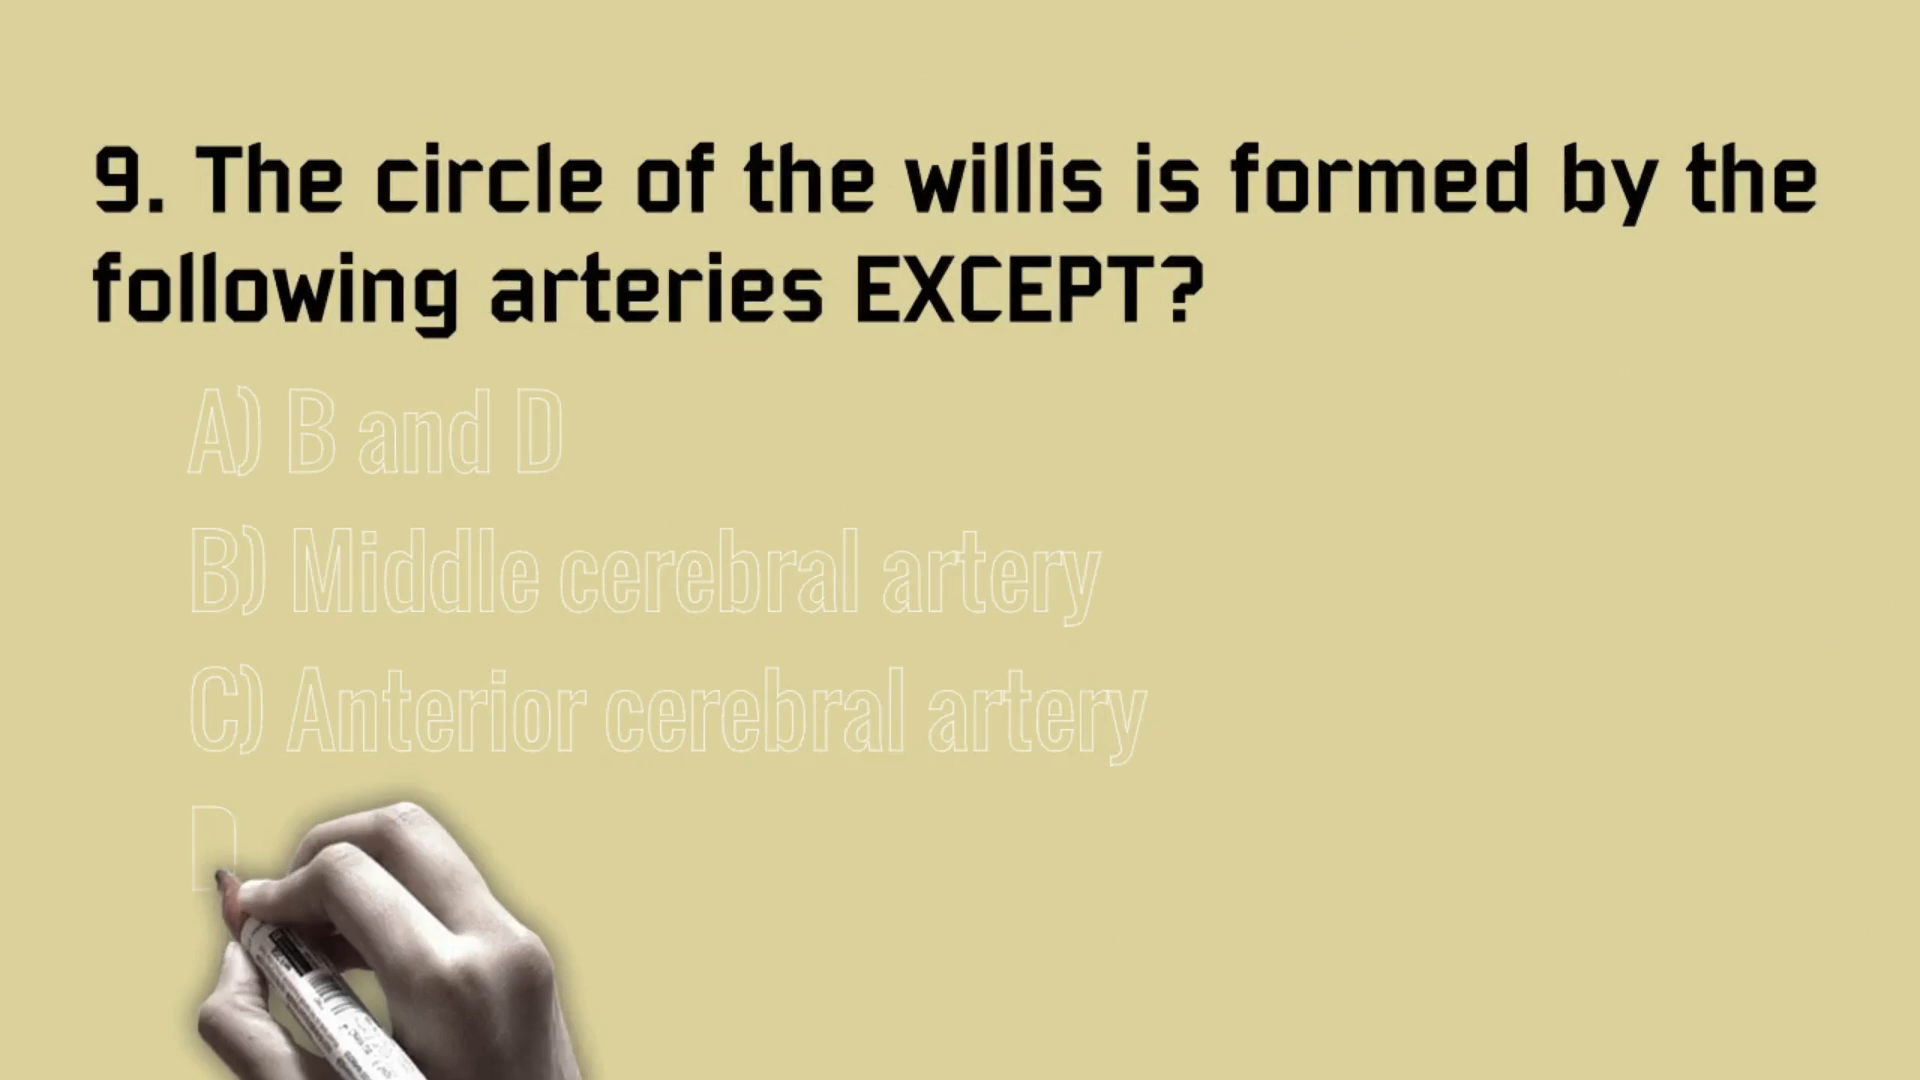 9. The circle of the willis is formed by the
following arteries EXCEPT?
A) B and D
B) Middle cerebral artery
C) Anterior cerebral artery
D